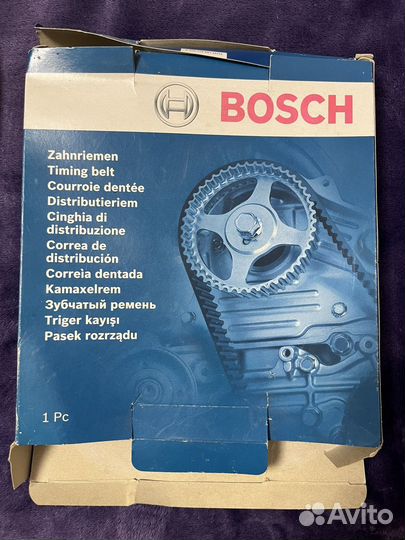 BOSCH
Zahnriemen
Timing belt
Courroie dentée
Distributieriem
Cinghia di
distribuzione
Correa de
distribución
Correia dentada
Kamaxelrem
Зубчатый ремень
Triger kayışı
Pasek rozrządu
1 Pc
Avito